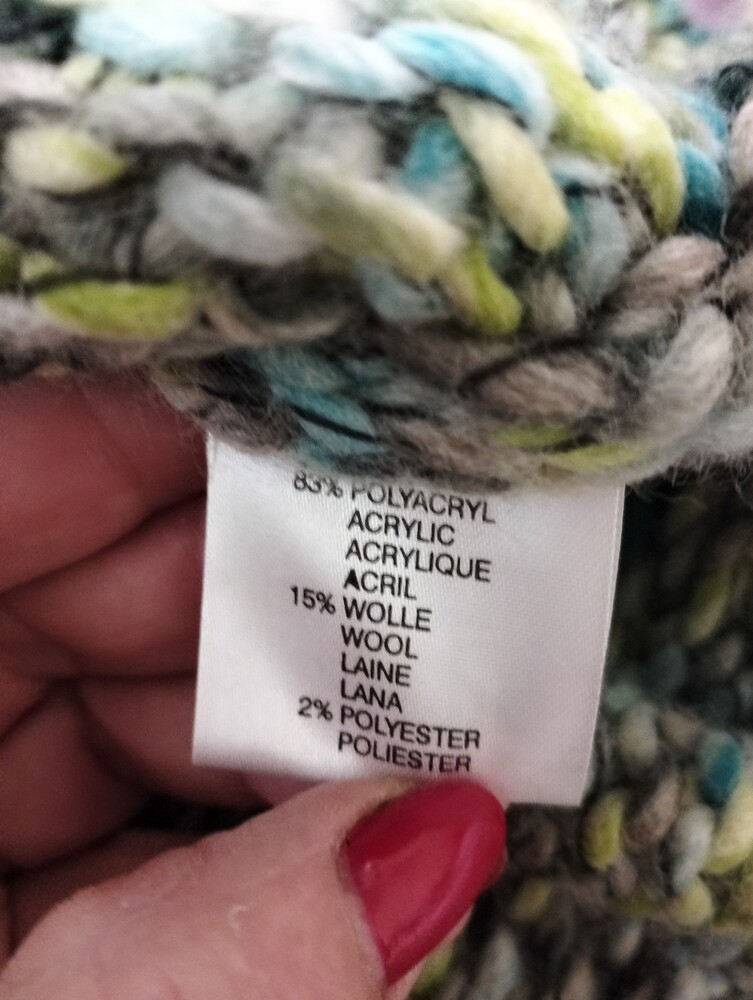 83% POLYACRYL
ACRYLIC
ACRYLIQUE
ACRIL
15% WOLLE
WOOL
LAINE
LANA
2% POLYESTER
POLIESTER